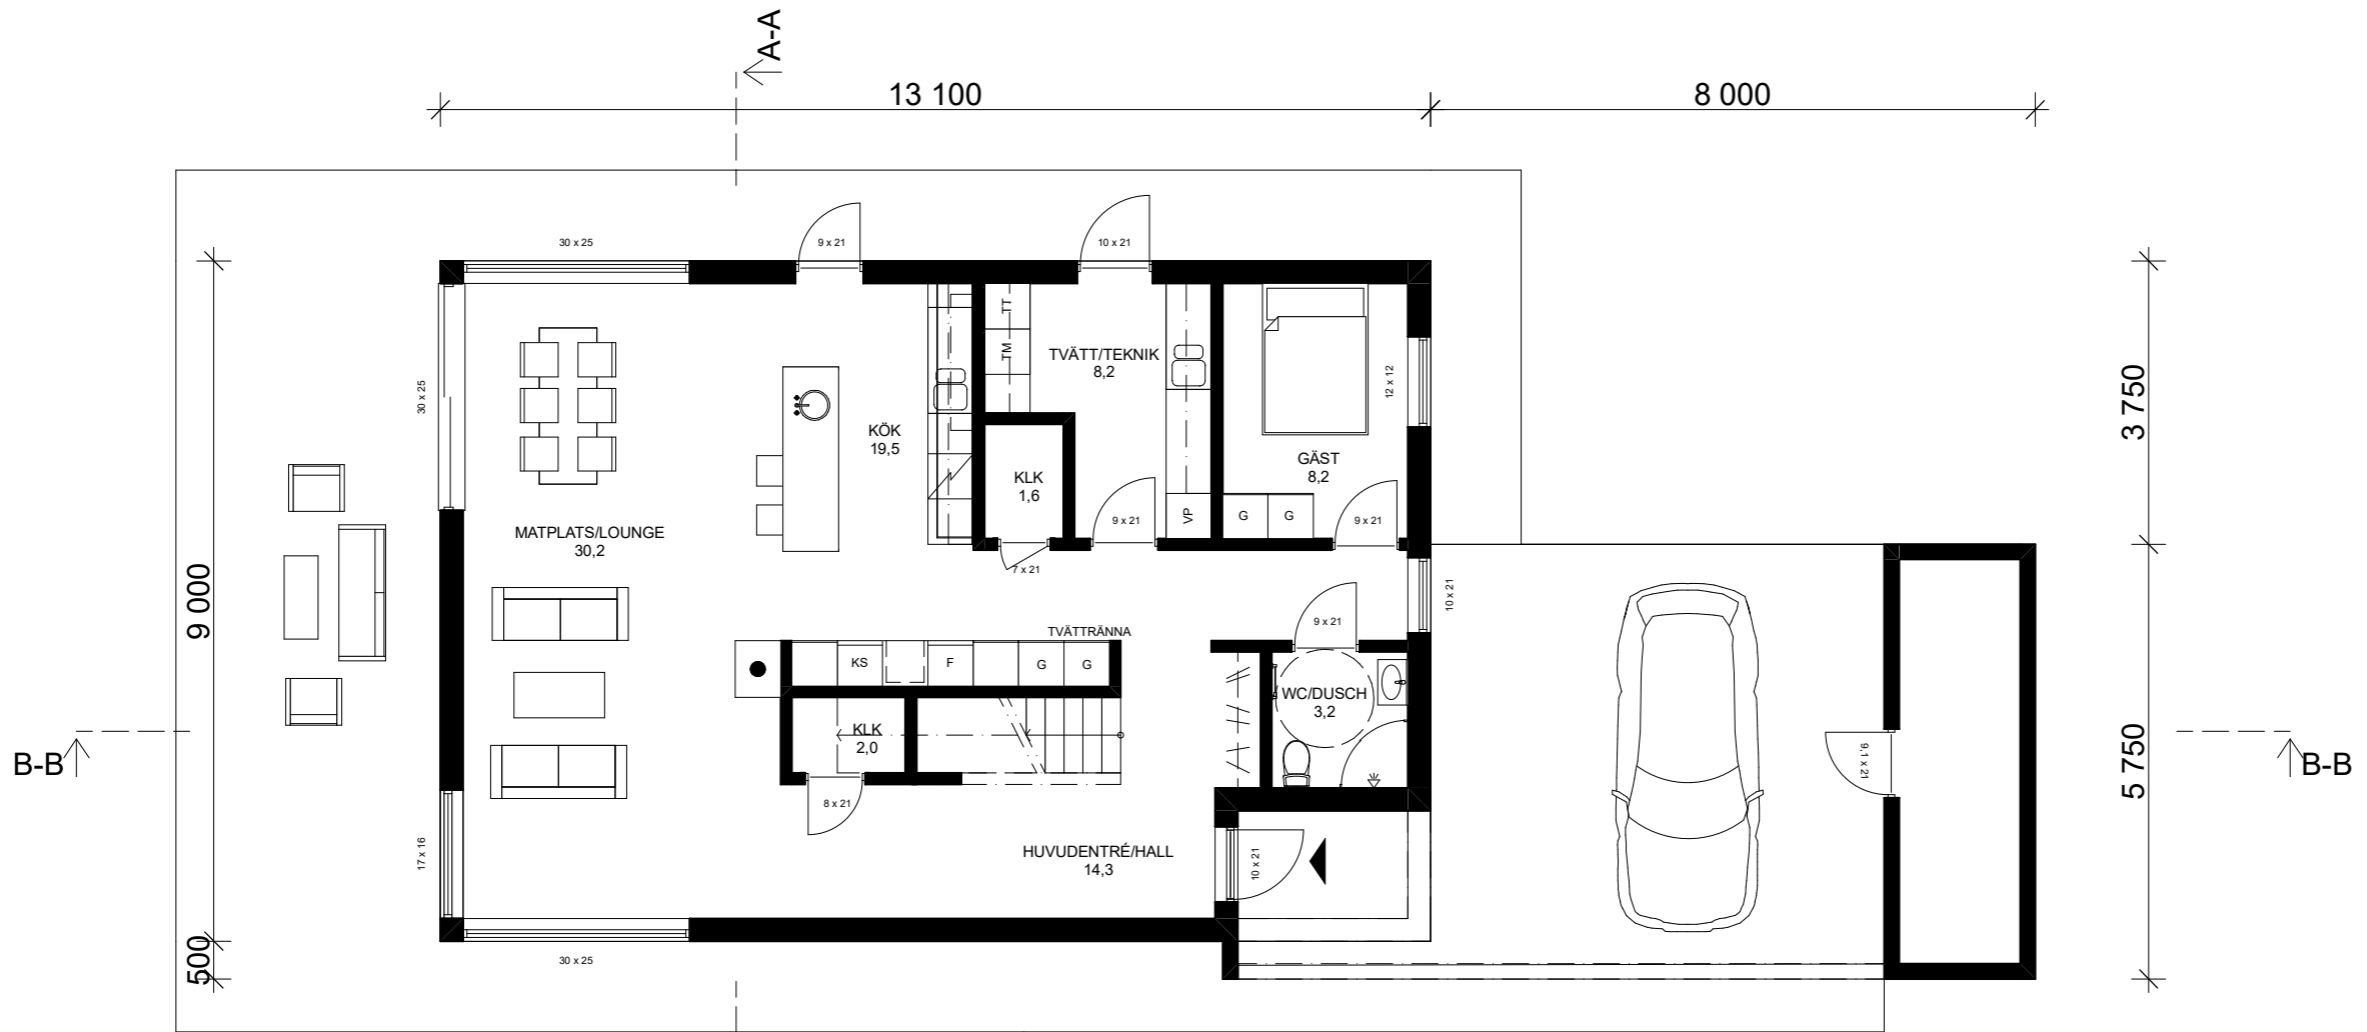 A-A
13 100
8 000
30 x 25
9 x 21
10 x 21
TT
TM
TVÄTT/TEKNIK
8,2
30 x 25
12 x 12
3 750
KÖK
19,5
GÄST
8,2
KLK
1,6
MATPLATS/LOUNGE
30,2
9 x 21
VP
G
G
9 x 21
7 x 21
9 000
10 x 21
9 x 21
TVÄTTRÄNNA
KS
F
G
G
WC/DUSCH
3,2
KLK
2,0
B-B
B-B
9,1 x 21
5 750
8 x 21
17 x 16
HUVUDENTRÉ/HALL
14,3
10 x 21
500
30 x 25